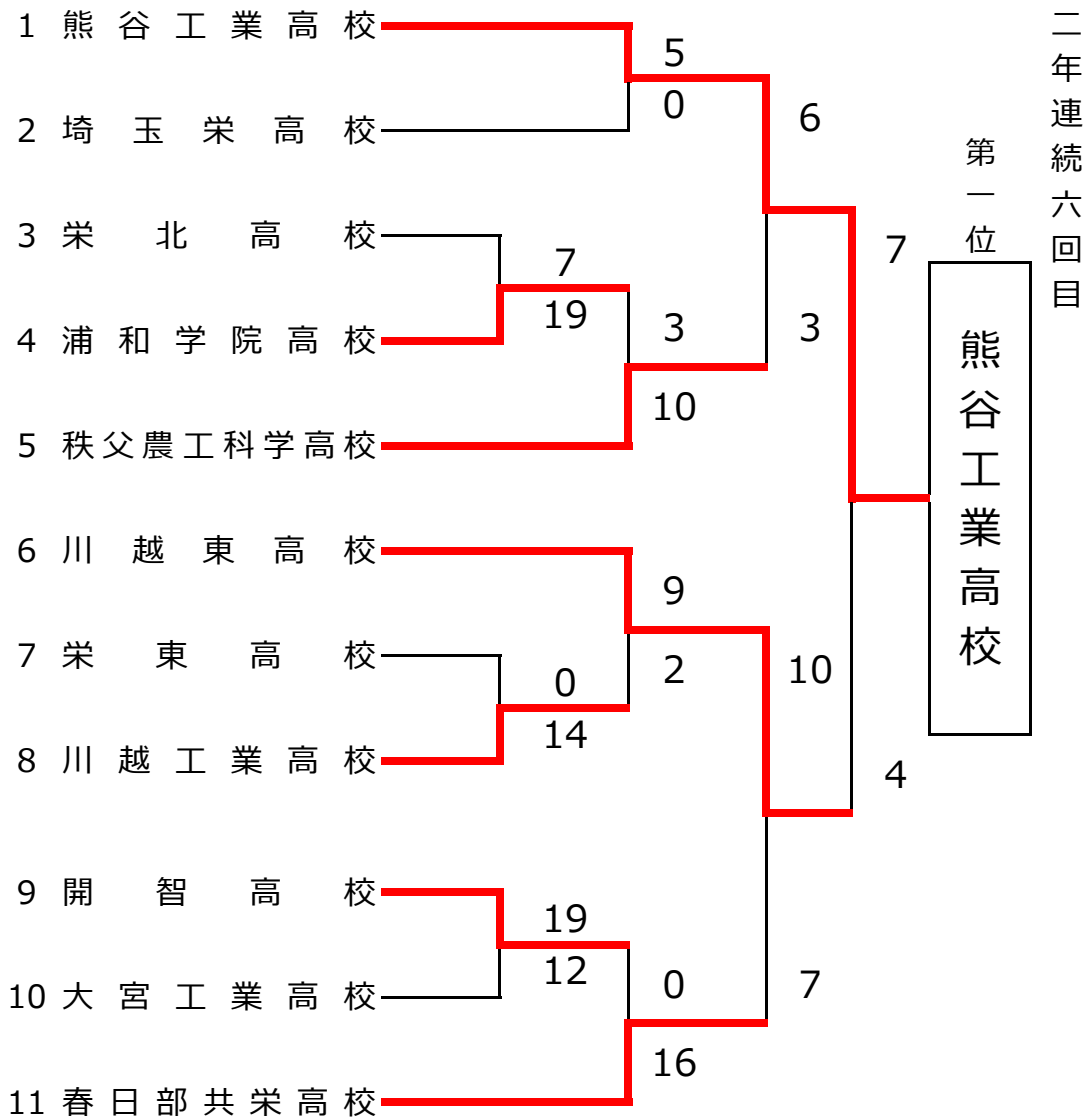 1 熊谷工業高校
2 埼玉栄高校
3 栄北高校
4 浦和学院高校
5 秩父農工科学高校
6 川越東高校
7 栄東高校
8 川越工業高校
9 開智高校
10 大宮工業高校
11 春日部共栄高校
7
19
0
14
19
12
5
0
3
10
9
2
0
16
6
3
10
7
7
4
第一位
熊谷工業高校
二年連続六回目